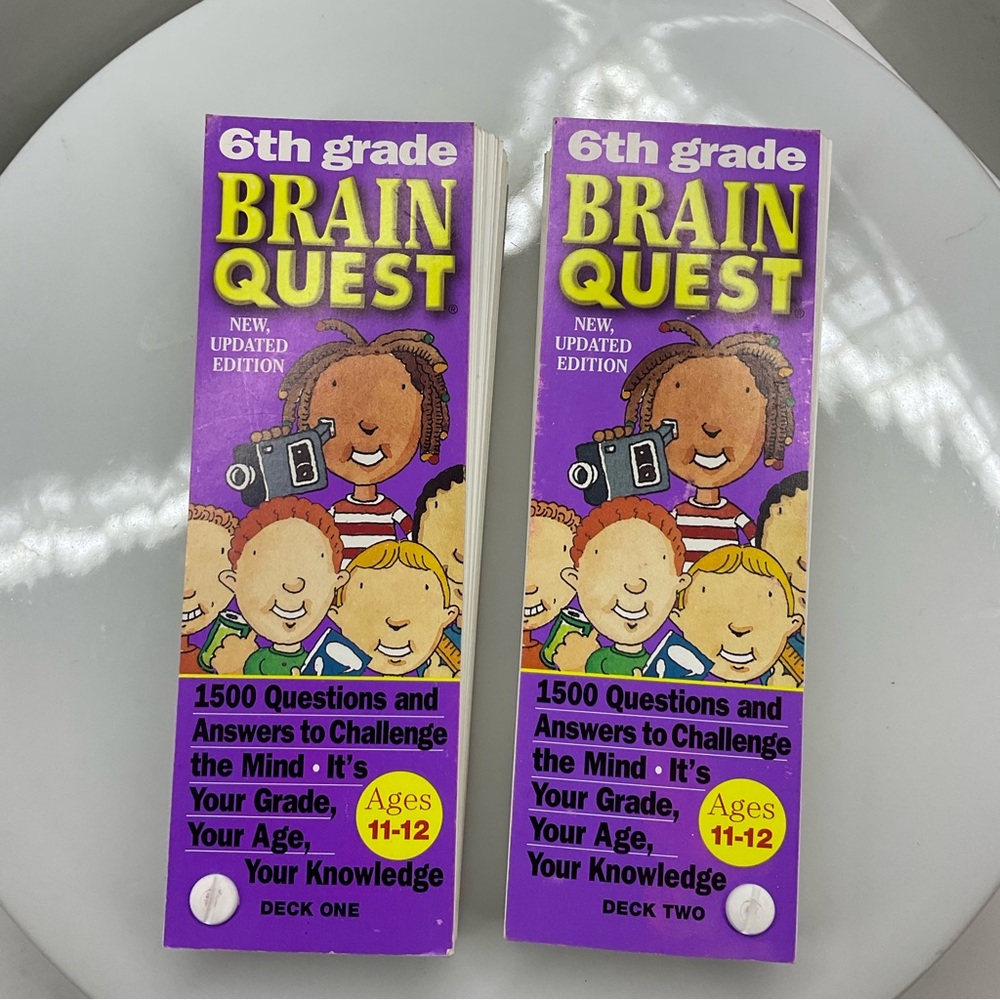 6th grade
BRAIN
QUEST®
NEW,
UPDATED
EDITION
1500 Questions and
Answers to Challenge
the Mind • It's
Your Grade,
Your Age,
Your Knowledge
Ages
11-12
DECK ONE
6th grade
BRAIN
QUEST®
NEW,
UPDATED
EDITION
1500 Questions and
Answers to Challenge
the Mind • It's
Your Grade,
Your Age,
Your Knowledge
Ages
11-12
DECK TWO